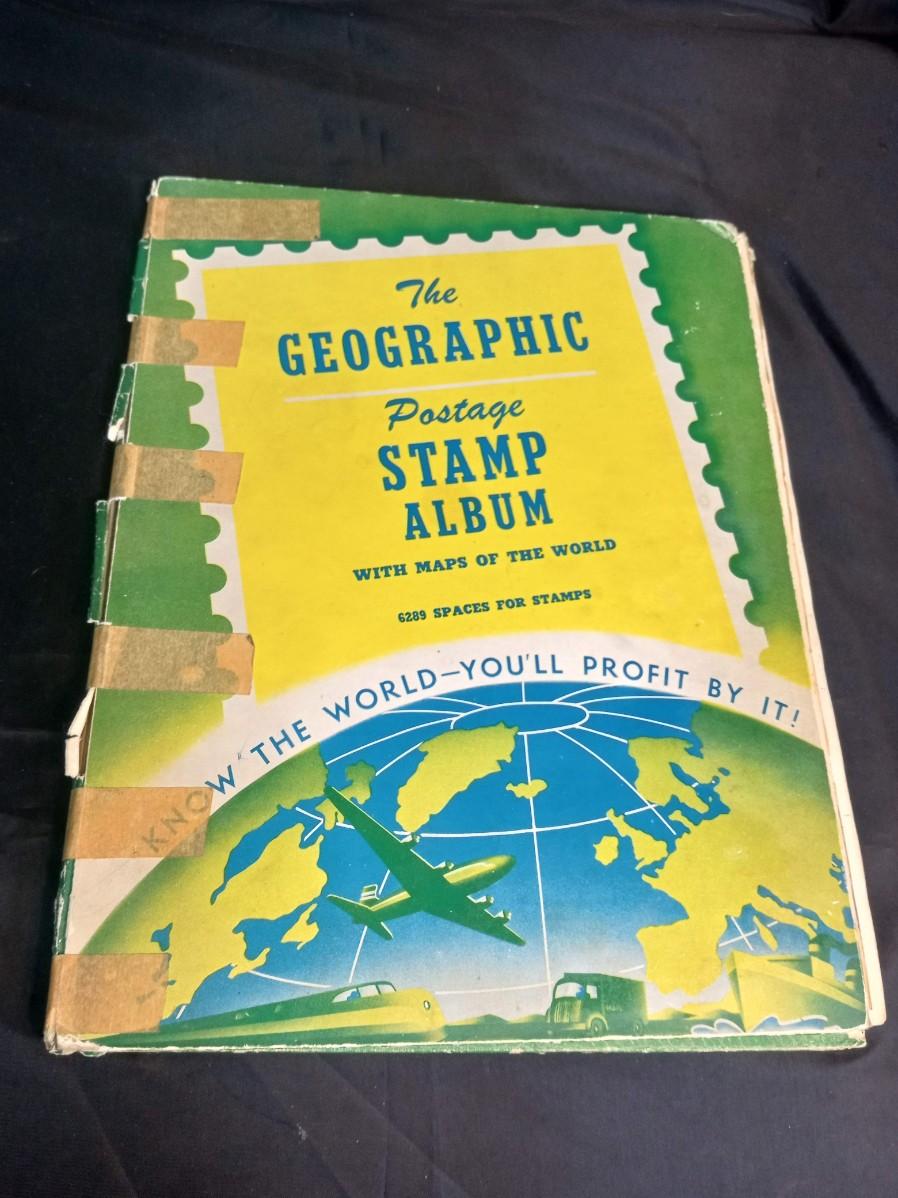 The
GEOGRAPHIC
Postage
STAMP
ALBUM
WITH MAPS OF THE WORLD
6289 SPACES FOR STAMPS
KNOW THE WORLD—YOU'LL PROFIT BY IT!